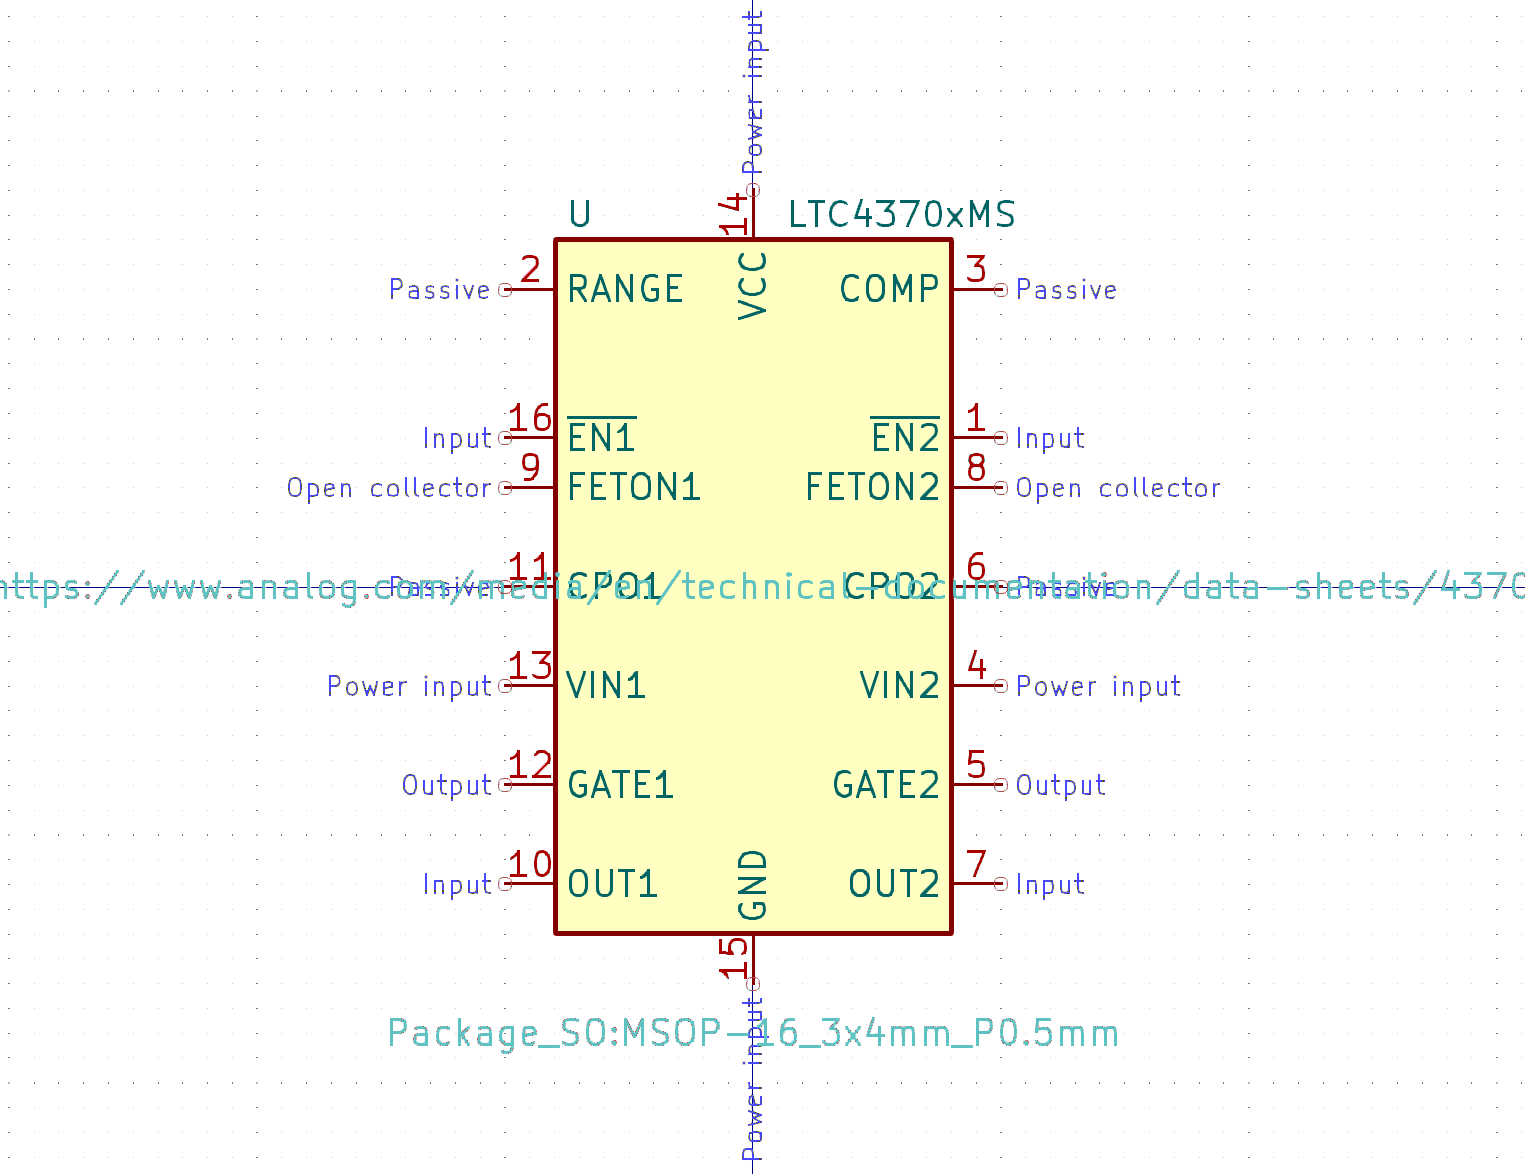 Power input
14
U
LTC4370xMS
VCC
2
Passive
RANGE
3
COMP
Passive
16
Input
EN1
1
EN2
Input
9
Open collector
FETON1
8
FETON2
Open collector
11
Passive
CPO1
6
CPO2
Passive
https://www.analog.com/media/en/technical-documentation/data-sheets/4370
13
Power input
VIN1
4
VIN2
Power input
12
Output
GATE1
5
GATE2
Output
10
Input
OUT1
7
OUT2
Input
GND
15
Package_SO:MSOP-16_3x4mm_P0.5mm
Power input